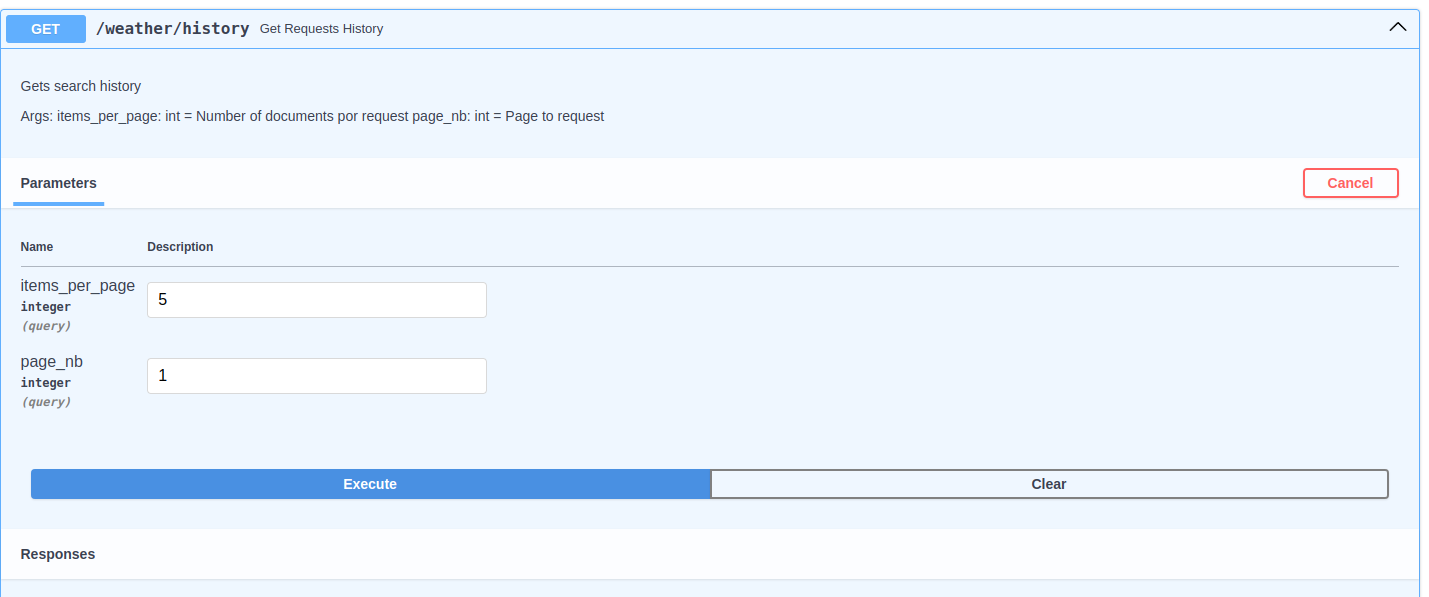 GET /weather/history Get Requests History
Gets search history
Args: items_per_page: int = Number of documents por request page_nb: int = Page to request
Parameters
Cancel
Name Description
items_per_page
integer
(query)
5
page_nb
integer
(query)
1
Execute
Clear
Responses